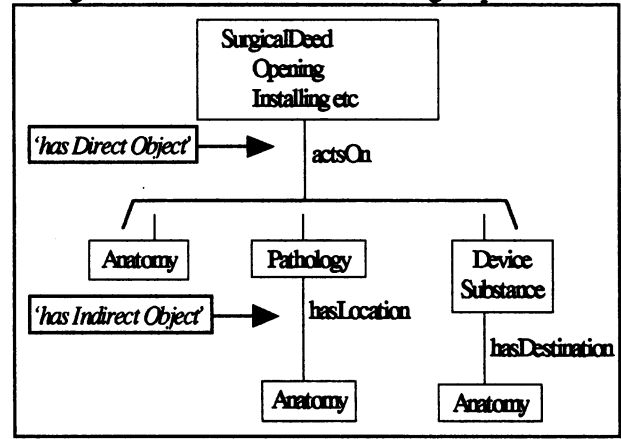 SurgicalDeed
Opening
Installing etc
'has Direct Object'
actsOn
Anatomy
Pathology
Device
Substance
'has Indirect Object'
hasLocation
hasDestination
Anatomy
Anatomy